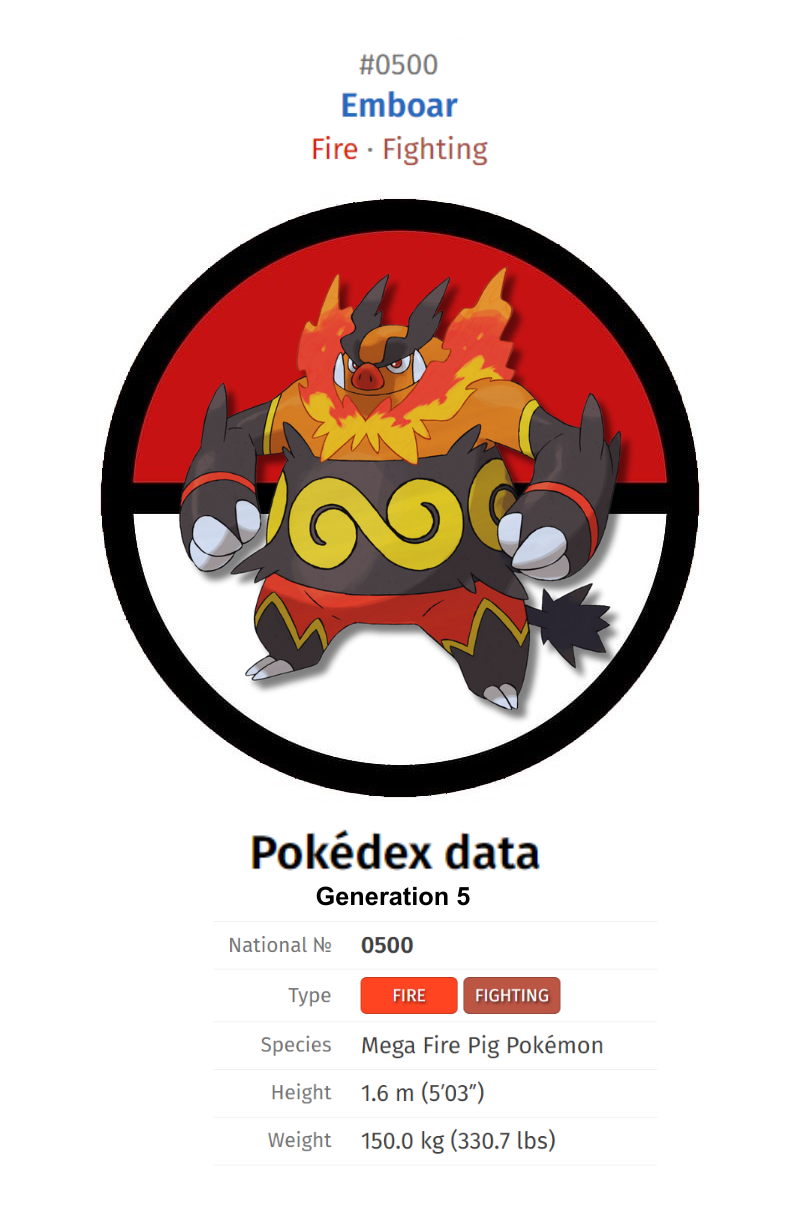 #0500
Emboar
Fire · Fighting
Pokédex data
Generation 5
National № 0500
Type FIRE FIGHTING
Species Mega Fire Pig Pokémon
Height 1.6 m (5′03″)
Weight 150.0 kg (330.7 lbs)